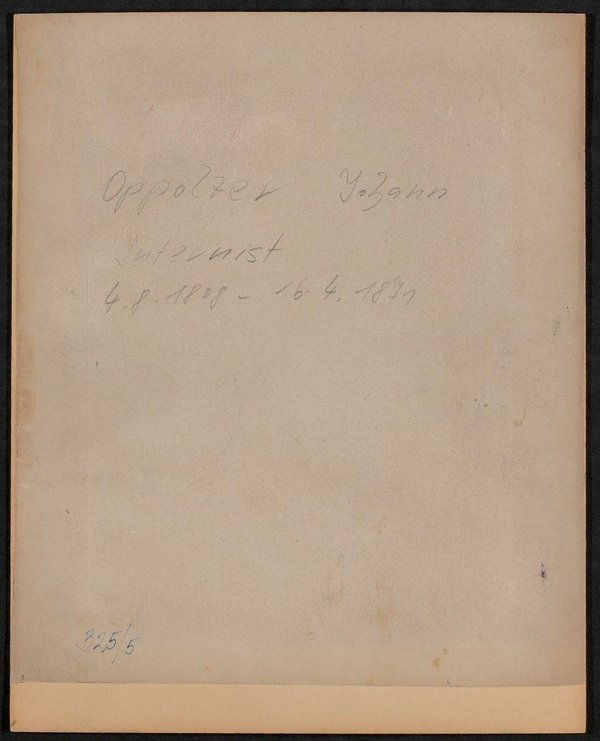 Oppolzer Johann
Internist
4.8.1808 - 16.4.1871
325/5